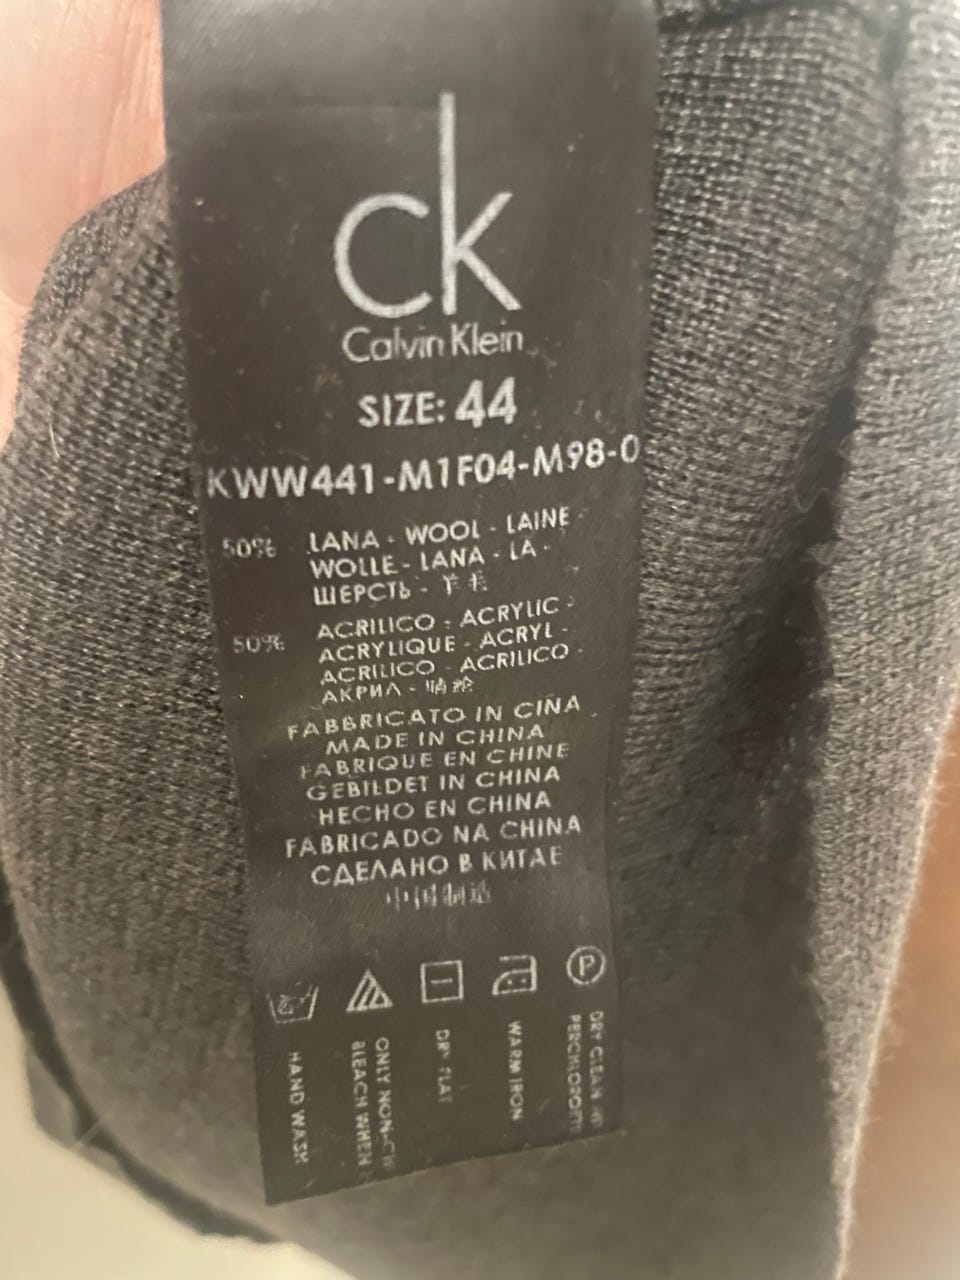 ck
Calvin Klein
SIZE: 44
KWW441-M1F04-M98-0
50% LANA - WOOL - LAINE -
WOLLE - LANA - LA -
ШЕРСТЬ - 羊毛
50% ACRILICO - ACRYLIC -
ACRYLIQUE - ACRYL -
ACRILICO - ACRILICO -
АКРИЛ - 腈纶
FABBRICATO IN CINA
MADE IN CHINA
FABRIQUE EN CHINE
GEBILDET IN CHINA
HECHO EN CHINA
FABRICADO NA CHINA
СДЕЛАНО В КИТАЕ
中国制造
P
HAND WASH
ONLY NON-
BLEACH WHEN
DRY FLAT
WARM IRON
DRY CLEAN